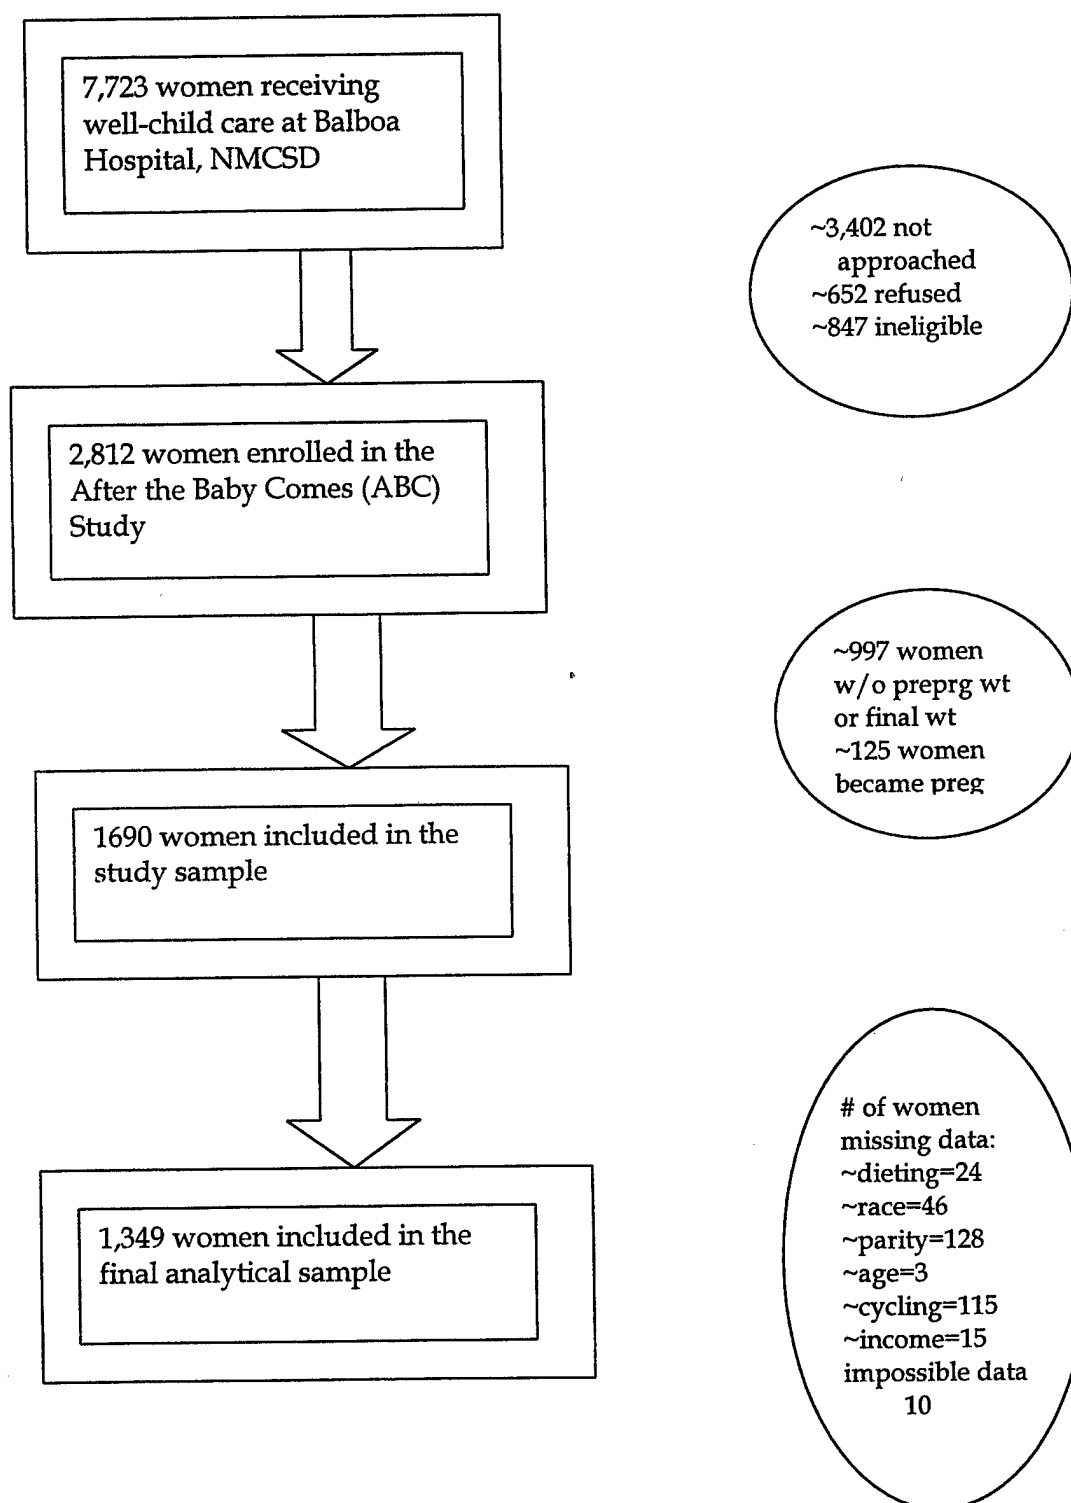 7,723 women receiving
well-child care at Balboa
Hospital, NMCSD
~3,402 not
approached
~652 refused
~847 ineligible
2,812 women enrolled in the
After the Baby Comes (ABC)
Study
~997 women
w/o preprg wt
or final wt
~125 women
became preg
1690 women included in the
study sample
# of women
missing data:
~dieting=24
~race=46
~parity=128
~age=3
~cycling=115
~income=15
impossible data
10
1,349 women included in the
final analytical sample